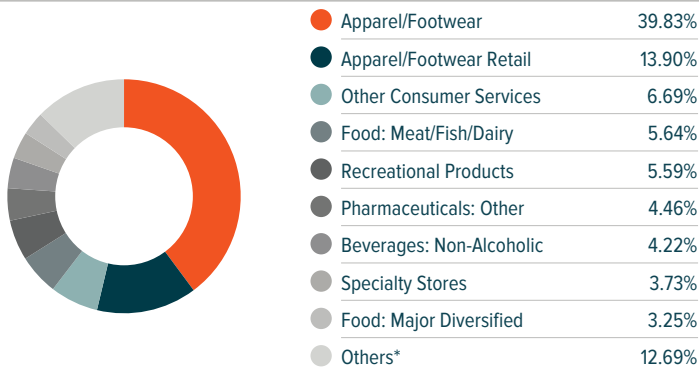 Apparel/Footwear 39.83%
Apparel/Footwear Retail 13.90%
Other Consumer Services 6.69%
Food: Meat/Fish/Dairy 5.64%
Recreational Products 5.59%
Pharmaceuticals: Other 4.46%
Beverages: Non-Alcoholic 4.22%
Specialty Stores 3.73%
Food: Major Diversified 3.25%
Others* 12.69%